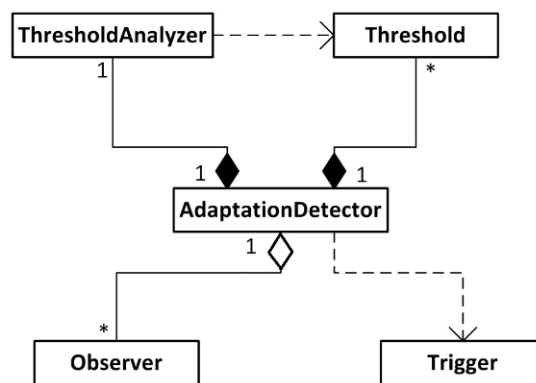 ThresholdAnalyzer
Threshold
1
*
1
1
AdaptationDetector
1
*
Observer
Trigger